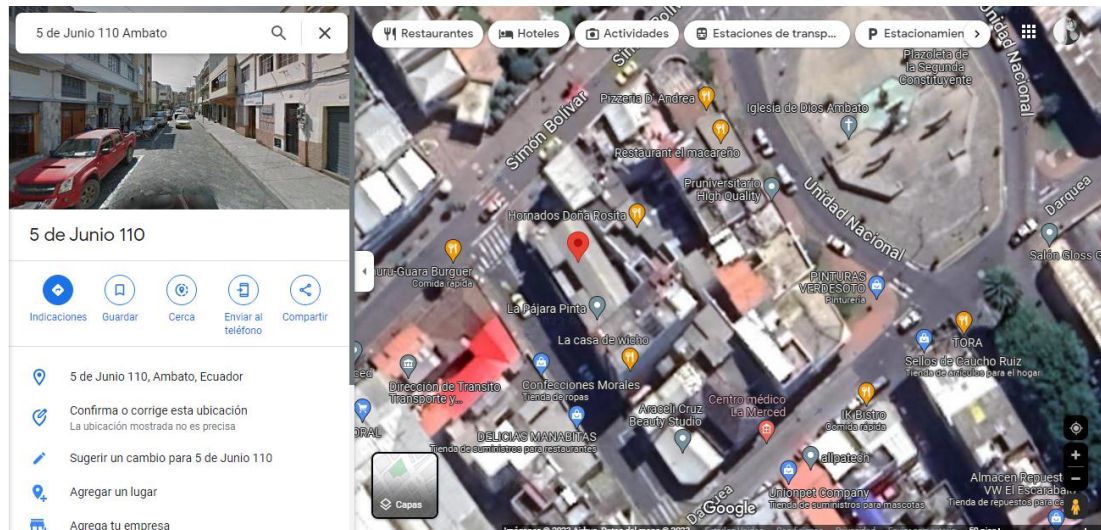 5 de Junio 110 Ambato
Restaurantes
Hoteles
Actividades
Estaciones de transp...
P Estacionamien
5 de Junio 110
Indicaciones
Guardar
Cerca
Enviar al
teléfono
Compartir
5 de Junio 110, Ambato, Ecuador
Confirma o corrige esta ubicación
La ubicación mostrada no es precisa
Sugerir un cambio para 5 de Junio 110
Agregar un lugar
Agrega tu empresa
Simón Bolívar
Plazoleta de
la Segunda
Constituyente
Unidad Nacional
Pizzeria D' Andrea
Iglesia de Dios Ambato
Restaurant el macareño
Pruniversitario
High Quality
Unidad Nacional
Darquea
Hornados Doña Rosita
Salón Gloss G
Guara Burguer
Comida rápida
PINTURAS
VERDESOTO
Pinturería
La Pájara Pinta
La casa de wicho
TORA
Sellos de Caucho Ruiz
Tienda de artículos para el hogar
Dirección de Transito
Transporte y...
Confecciones Morales
Tienda de ropas
Araceli Cruz
Beauty Studio
Centro médico
La Merced
IK Bistro
Comida rápida
DELICIAS MANABITAS
Tienda de suministros para restaurantes
allpatech
Unionpet Company
Tienda de suministros para mascotas
Almacen Repuest
VW El Escaraba
Tienda de repuestos para ca
Darquea
Capas
Google